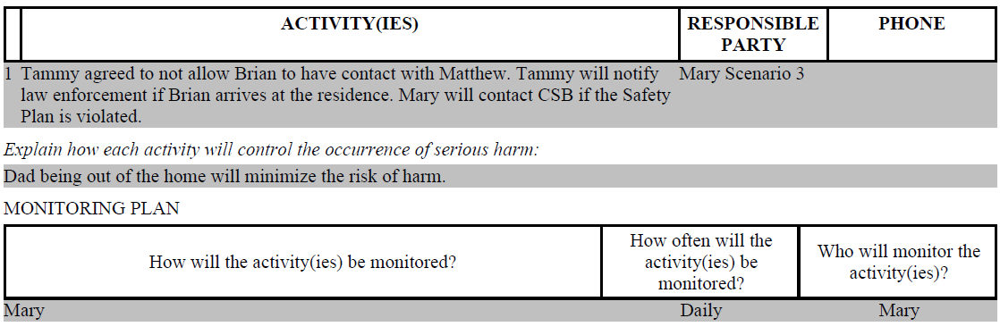 ACTIVITY(IES)
RESPONSIBLE
PARTY
PHONE
1 Tammy agreed to not allow Brian to have contact with Matthew. Tammy will notify
law enforcement if Brian arrives at the residence. Mary will contact CSB if the Safety
Plan is violated.
Mary Scenario 3
Explain how each activity will control the occurrence of serious harm:
Dad being out of the home will minimize the risk of harm.
MONITORING PLAN
How will the activity(ies) be monitored?
How often will the
activity(ies) be
monitored?
Who will monitor the
activity(ies)?
Mary
Daily
Mary